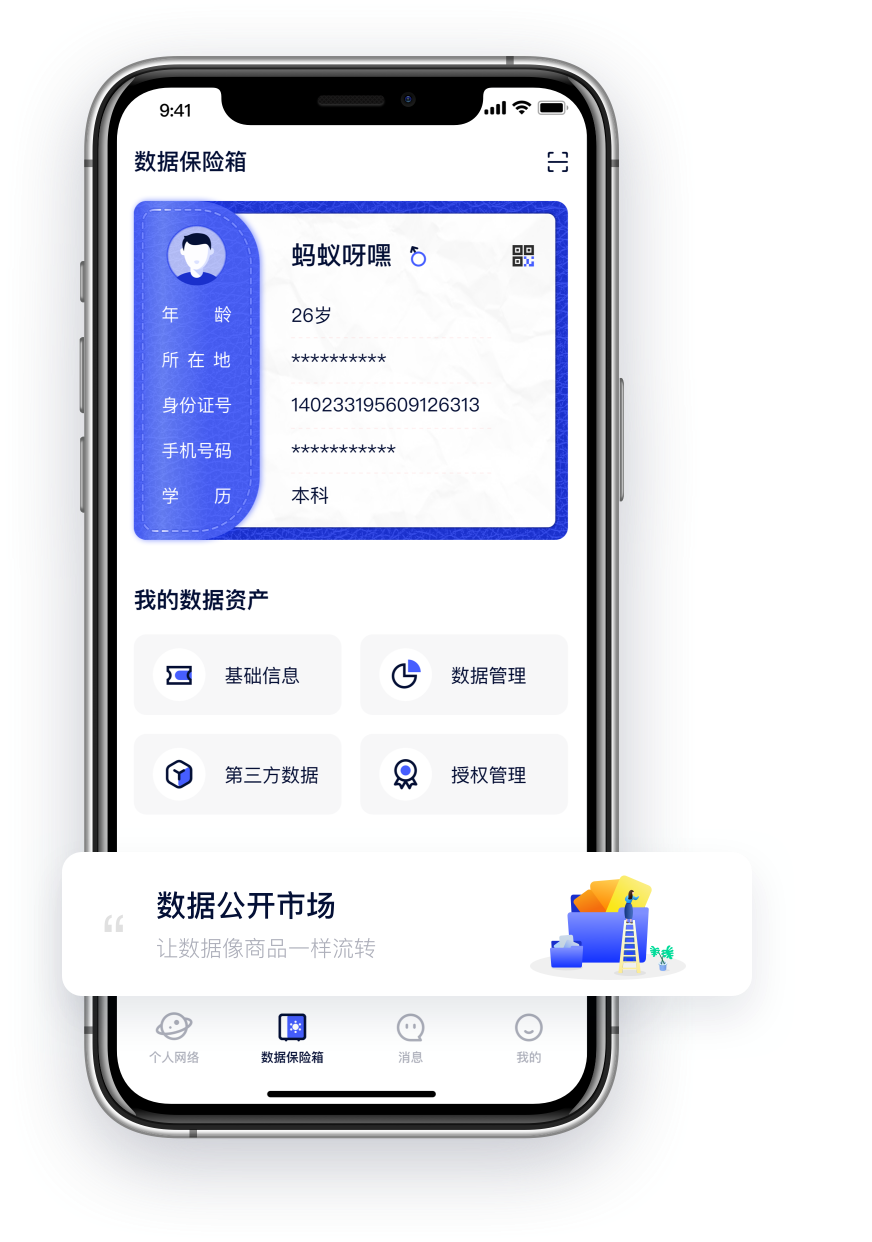 9:41
数据保险箱
蚂蚁呀嘿
年 龄 26岁
所在地 **********
身份证号 140233195609126313
手机号码 ***********
学 历 本科
我的数据资产
基础信息 数据管理
第三方数据 授权管理
“ 数据公开市场
让数据像商品一样流转
个人网络 数据保险箱 消息 我的